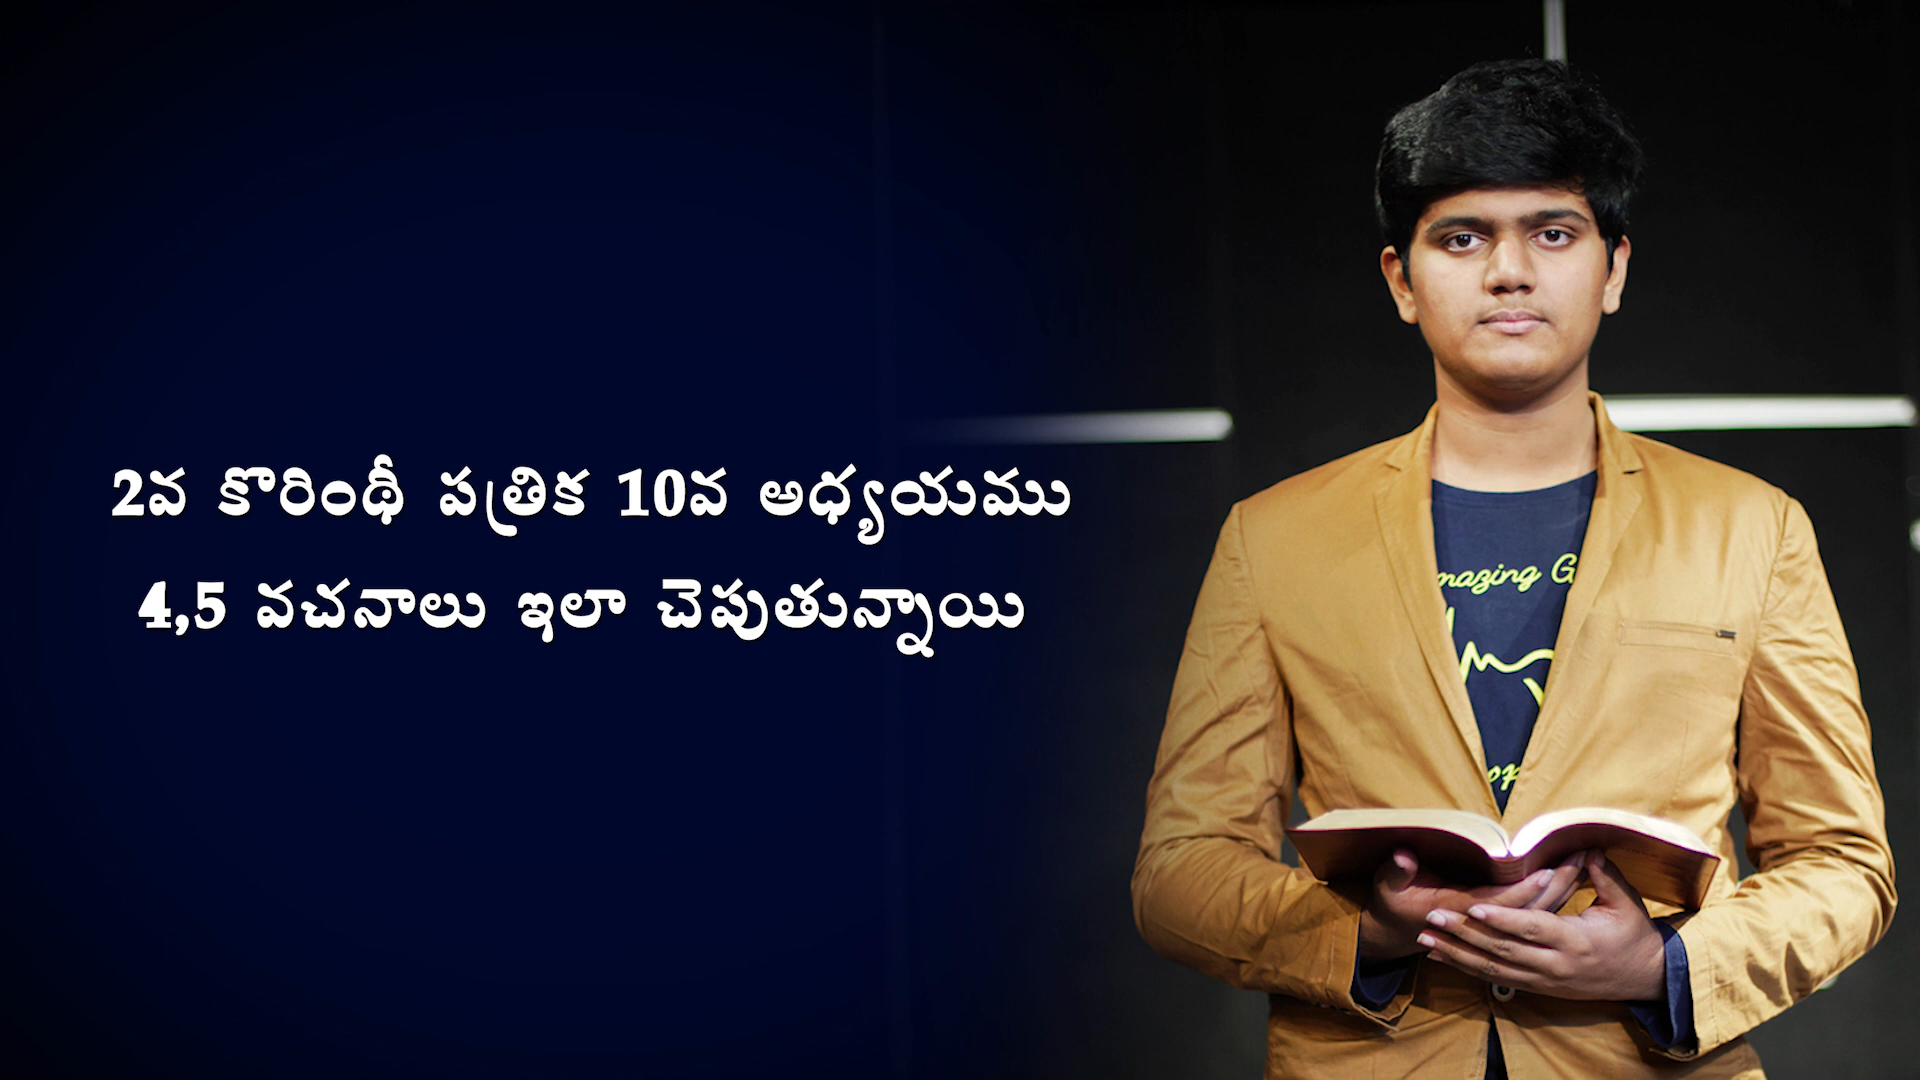 2వ కొరింథీ పత్రిక 10వ అధ్యయము
4,5 వచనాలు ఇలా చెపుతున్నాయి